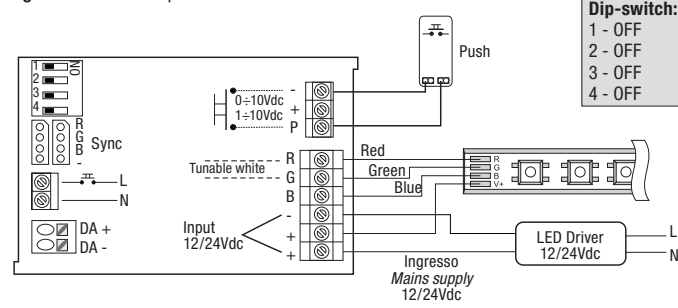 Dip-switch:
1 - OFF
2 - OFF
3 - OFF
4 - OFF
Push
1
2
3
4
ON
0÷10Vdc
1÷10Vdc
-
+
P
R
G
B
-
Sync
L
N
DA +
DA -
Tunable white
R
G
B
-
+
+
Input
12/24Vdc
Red
Green
Blue
R
G
B
V+
LED Driver
12/24Vdc
L
N
Ingresso
Mains supply
12/24Vdc